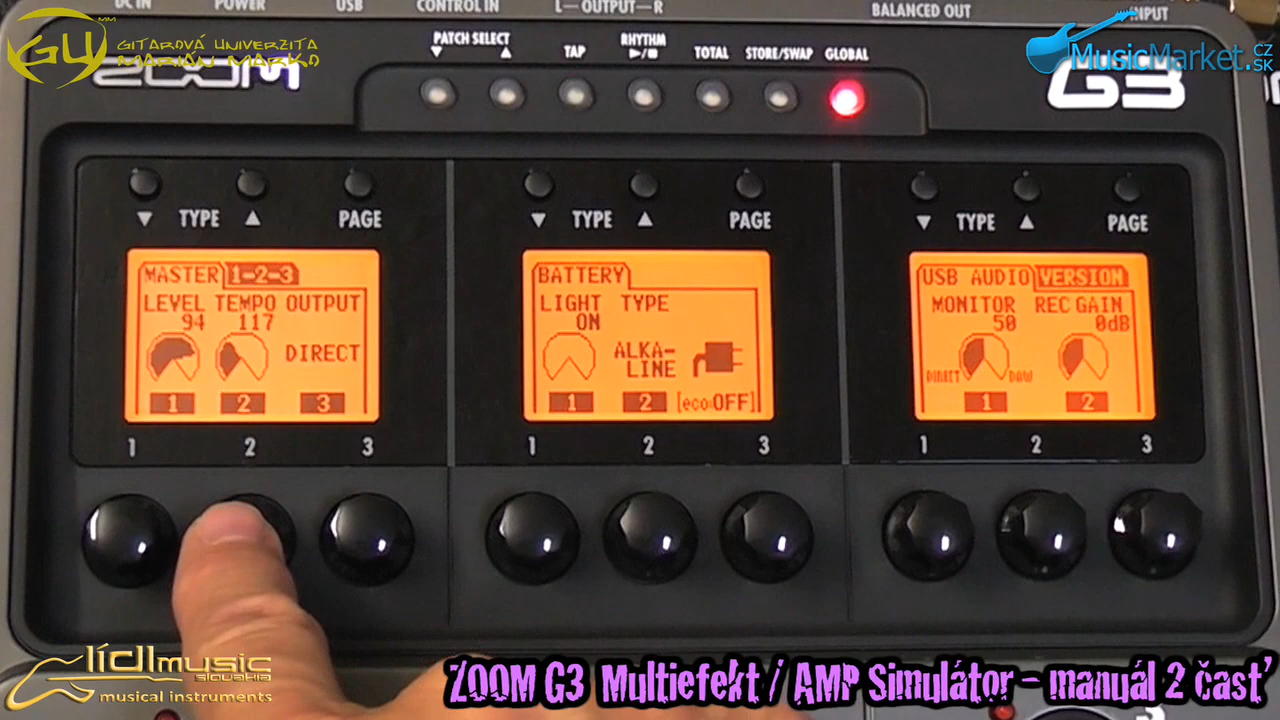 DC IN POWER USB CONTROL IN L—OUTPUT—R BALANCED OUT INPUT
GU MM
GITAROVÁ UNIVERZITA
MARIÁN MARKO
ZOOM
PATCH SELECT
TAP
RHYTHM
TOTAL
STORE/SWAP
GLOBAL
MusicMarket.CZ
.SK
G3
▼ TYPE ▲ PAGE
▼ TYPE ▲ PAGE
▼ TYPE ▲ PAGE
MASTER 1-2-3
LEVEL TEMPO OUTPUT
94 117
DIRECT
1 2 3
BATTERY
LIGHT TYPE
ON
ALKA-
LINE
1 2 [eco:OFF]
USB AUDIO VERSION
MONITOR REC GAIN
50 0dB
DIRECT DAW
1 2
1 2 3
1 2 3
1 2 3
lídlmusic
slovakia
musical instruments
ZOOM G3 Multiefekt / AMP Simulátor - manuál 2 časť